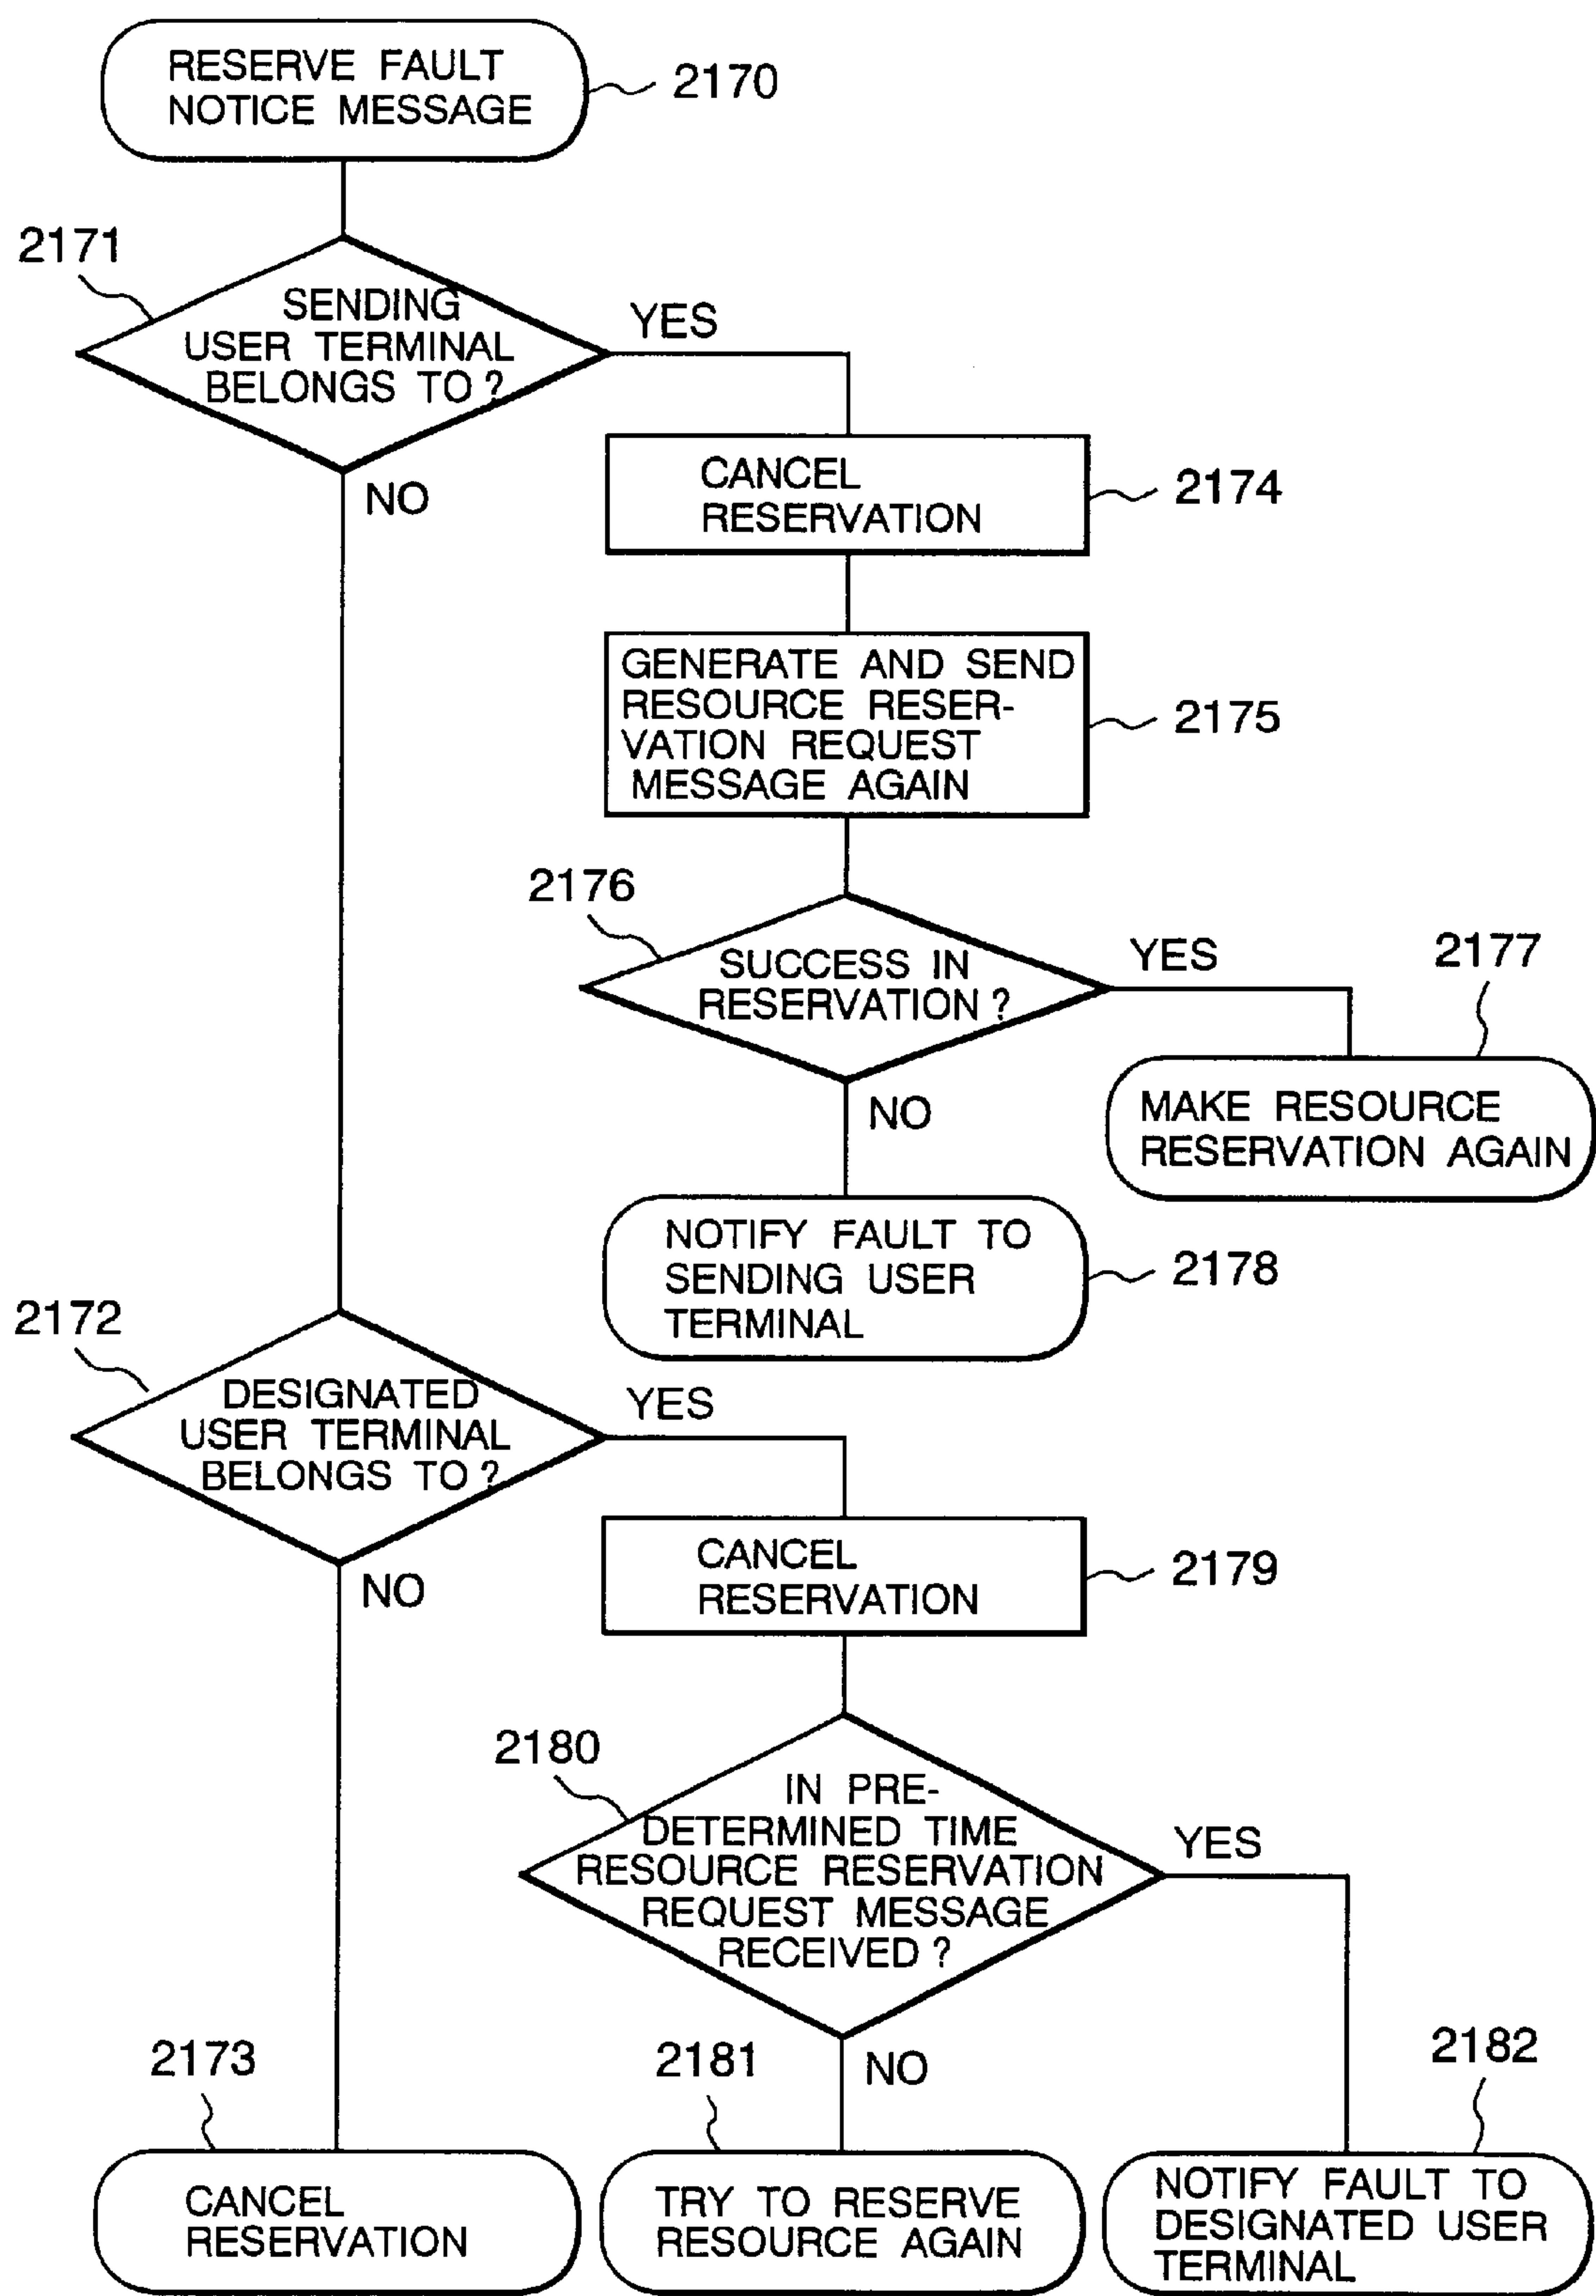 RESERVE FAULT
NOTICE MESSAGE
2170
2171
SENDING
USER TERMINAL
BELONGS TO ?
YES
NO
CANCEL
RESERVATION
2174
GENERATE AND SEND
RESOURCE RESER-
VATION REQUEST
MESSAGE AGAIN
2175
2176
SUCCESS IN
RESERVATION ?
YES
2177
NO
MAKE RESOURCE
RESERVATION AGAIN
NOTIFY FAULT TO
SENDING USER
TERMINAL
2178
2172
DESIGNATED
USER TERMINAL
BELONGS TO ?
YES
NO
CANCEL
RESERVATION
2179
2180
IN PRE-
DETERMINED TIME
RESOURCE RESERVATION
REQUEST MESSAGE
RECEIVED ?
YES
NO
2173
CANCEL
RESERVATION
2181
TRY TO RESERVE
RESOURCE AGAIN
2182
NOTIFY FAULT TO
DESIGNATED USER
TERMINAL